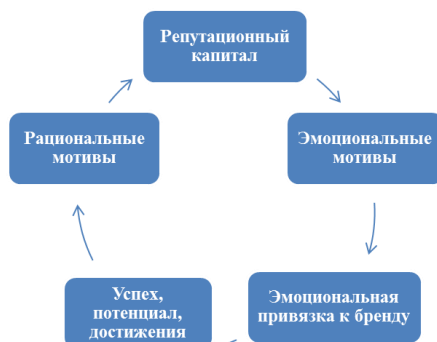 Репутационный
капитал
Эмоциональные
мотивы
Эмоциональная
привязка к бренду
Успех,
потенциал,
достижения
Рациональные
мотивы